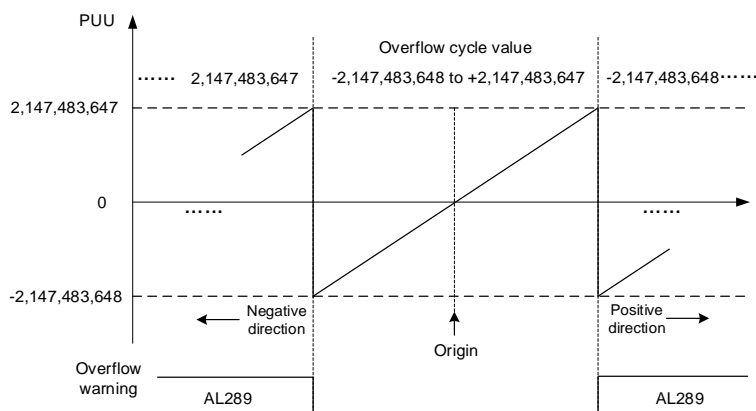 PUU
Overflow cycle value
…… 2,147,483,647
-2,147,483,648 to +2,147,483,647
-2,147,483,648……
2,147,483,647
0
……
……
-2,147,483,648
Negative
direction
Origin
Positive
direction
Overflow
warning
AL289
AL289